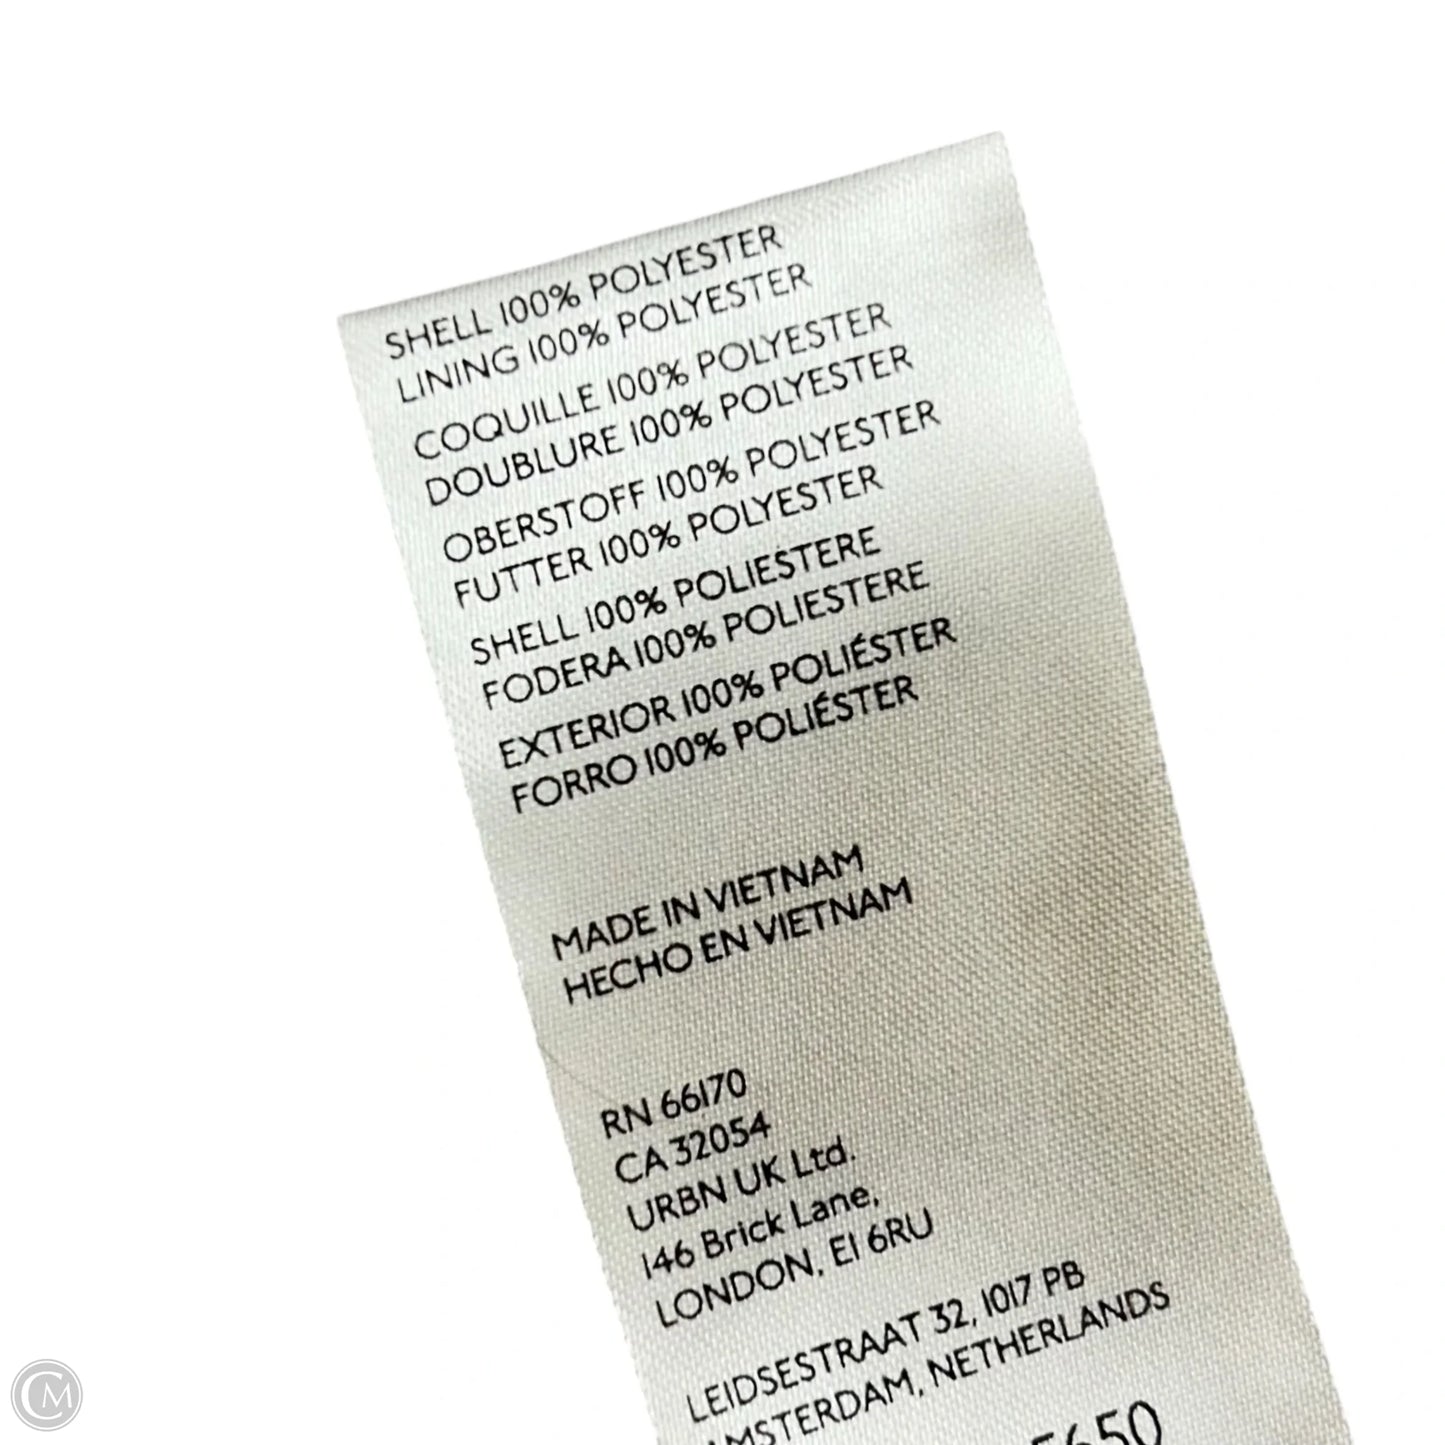 SHELL 100% POLYESTER
LINING 100% POLYESTER
COQUILLE 100% POLYESTER
DOUBLURE 100% POLYESTER
OBERSTOFF 100% POLYESTER
FUTTER 100% POLYESTER
SHELL 100% POLIESTERE
FODERA 100% POLIESTERE
EXTERIOR 100% POLIÉSTER
FORRO 100% POLIÉSTER
MADE IN VIETNAM
HECHO EN VIETNAM
RN 66170
CA 32054
URBN UK Ltd.
146 Brick Lane,
LONDON, E1 6RU
LEIDSESTRAAT 32, 1017 PB
AMSTERDAM, NETHERLANDS
CM